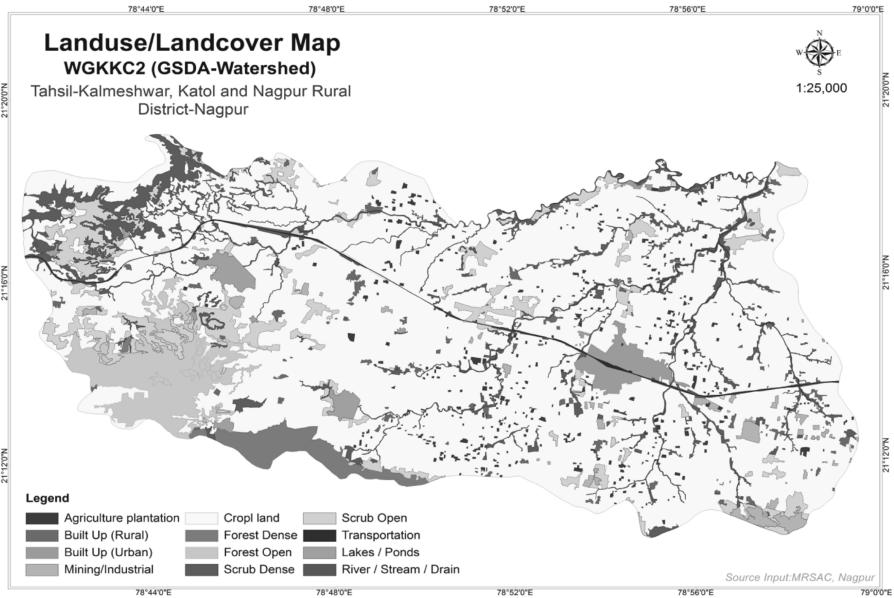 78°44'0"E 78°48'0"E 78°52'0"E 78°56'0"E 79°0'0"E
Landuse/Landcover Map
WGKKC2 (GSDA-Watershed)
Tahsil-Kalmeshwar, Katol and Nagpur Rural
District-Nagpur
N
W E
S
1:25,000
21°20'0"N 21°20'0"N
21°16'0"N 21°16'0"N
21°12'0"N 21°12'0"N
Legend
Agriculture plantation Cropl land Scrub Open
Built Up (Rural) Forest Dense Transportation
Built Up (Urban) Forest Open Lakes / Ponds
Mining/Industrial Scrub Dense River / Stream / Drain
Source Input:MRSAC, Nagpur
78°44'0"E 78°48'0"E 78°52'0"E 78°56'0"E 79°0'0"E